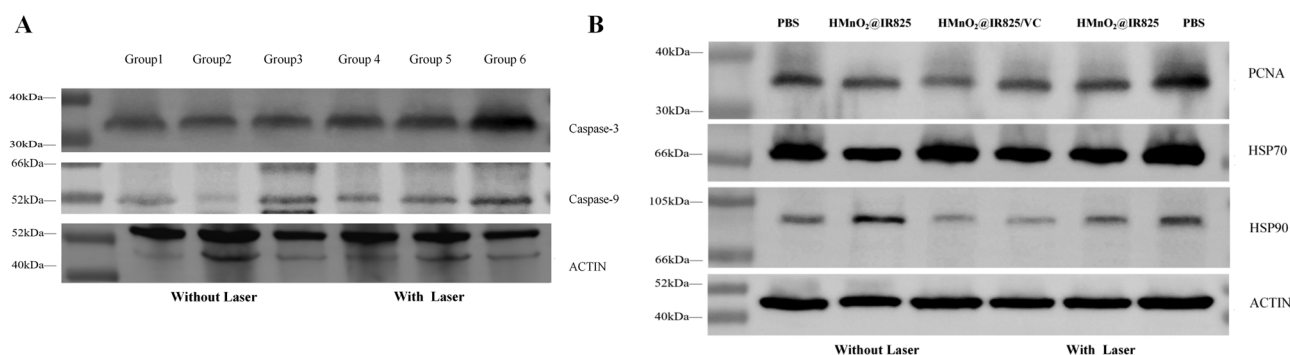 A
Group1 Group2 Group3 Group 4 Group 5 Group 6
40kDa
30kDa
Caspase-3
66kDa
52kDa
Caspase-9
52kDa
40kDa
ACTIN
Without Laser With Laser
B
PBS HMnO₂@IR825 HMnO₂@IR825/VC HMnO₂@IR825 PBS
40kDa
PCNA
30kDa
66kDa
HSP70
105kDa
HSP90
66kDa
52kDa
ACTIN
40kDa
Without Laser With Laser